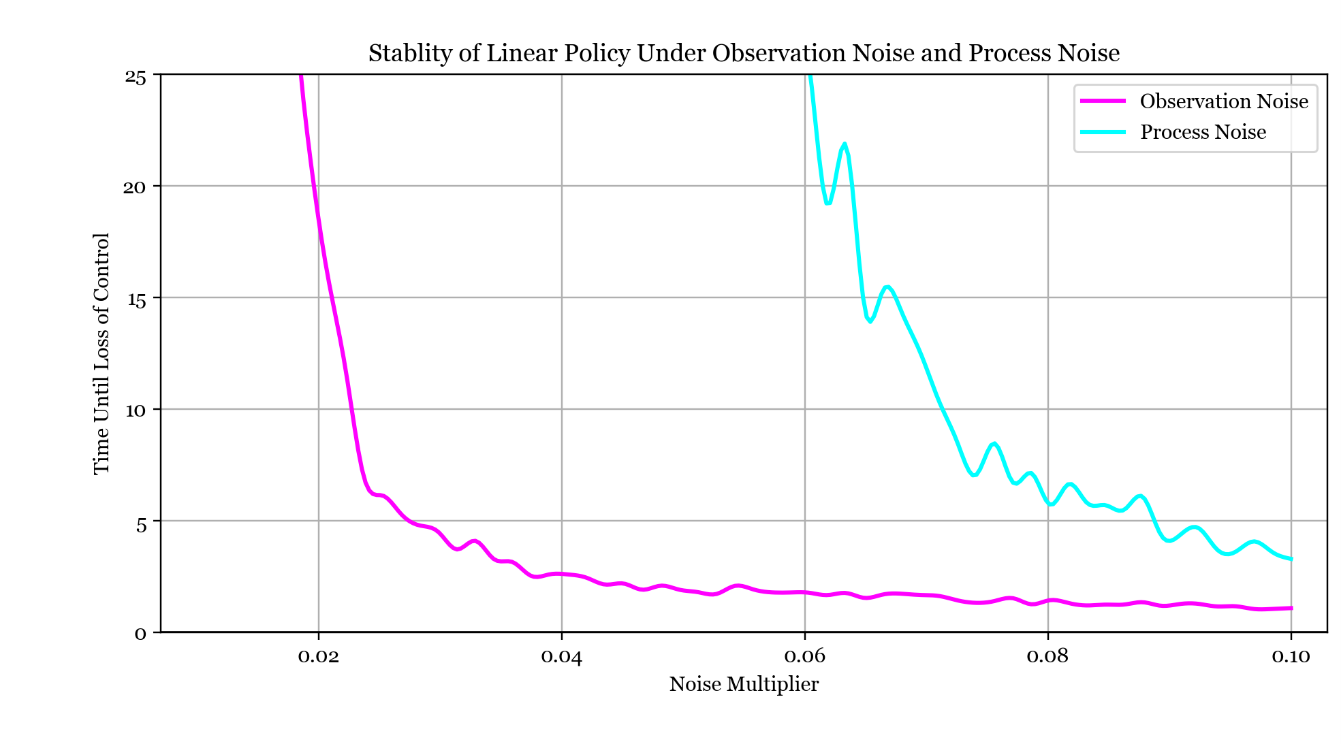 Stablity of Linear Policy Under Observation Noise and Process Noise
Observation Noise
Process Noise
Time Until Loss of Control
25
20
15
10
5
0
0.02 0.04 0.06 0.08 0.10
Noise Multiplier